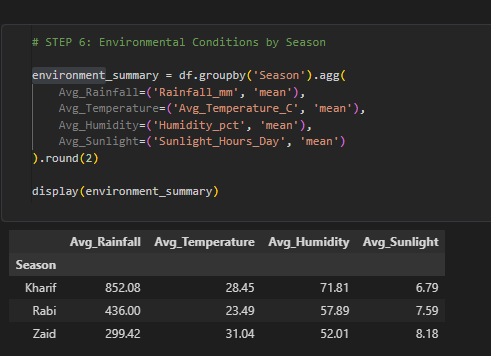 # STEP 6: Environmental Conditions by Season
environment_summary = df.groupby('Season').agg(
    Avg_Rainfall=('Rainfall_mm', 'mean'),
    Avg_Temperature=('Avg_Temperature_C', 'mean'),
    Avg_Humidity=('Humidity_pct', 'mean'),
    Avg_Sunlight=('Sunlight_Hours_Day', 'mean')
).round(2)
display(environment_summary)
Avg_Rainfall Avg_Temperature Avg_Humidity Avg_Sunlight
Season
Kharif 852.08 28.45 71.81 6.79
Rabi 436.00 23.49 57.89 7.59
Zaid 299.42 31.04 52.01 8.18